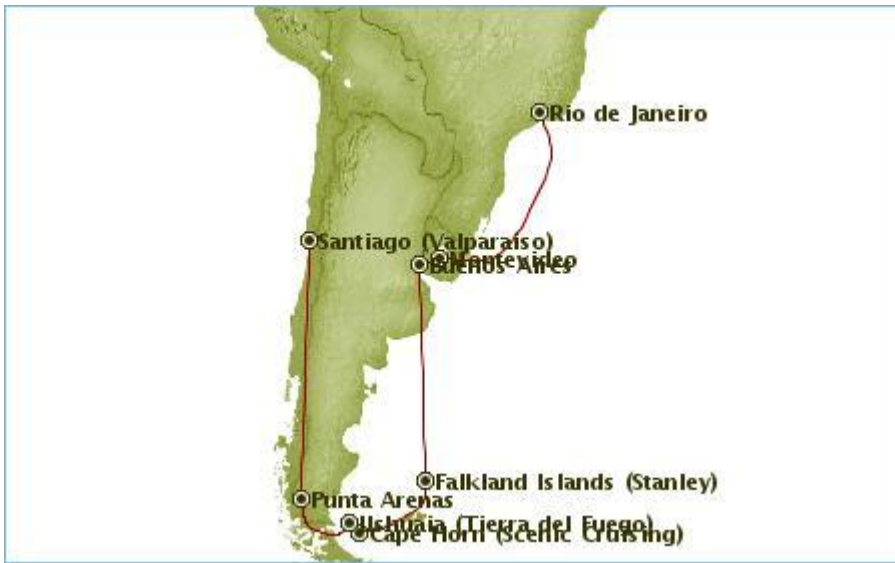 Rio de Janeiro
Santiago (Valparaiso)
Montevideo
Buenos Aires
Falkland Islands (Stanley)
Punta Arenas
Ushuaia (Tierra del Fuego)
Cape Horn (Scenic Cruising)